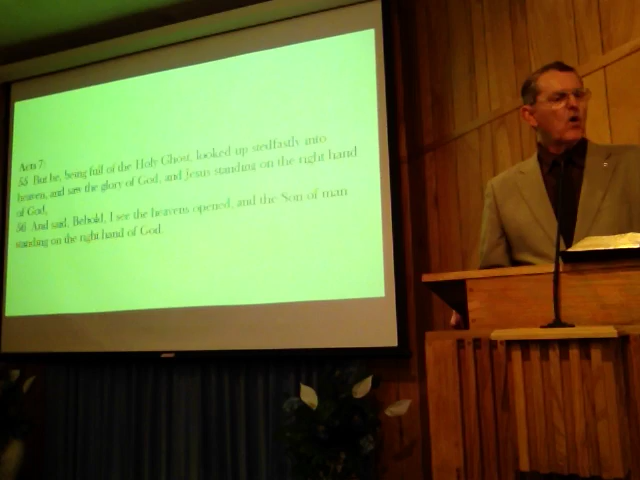 Acts 7:
55 But he, being full of the Holy Ghost, looked up stedfastly into
heaven, and saw the glory of God, and Jesus standing on the right hand
of God,
56 And said, Behold, I see the heavens opened, and the Son of man
standing on the right hand of God.